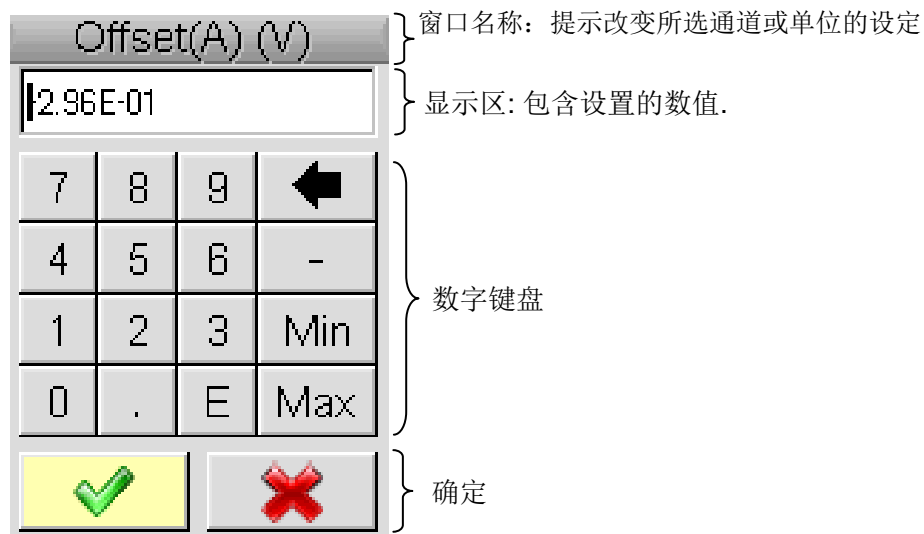 Offset(A) (V)
窗口名称：提示改变所选通道或单位的设定
-2.96E-01
显示区: 包含设置的数值.
7 8 9
4 5 6 -
1 2 3 Min
数字键盘
0 . E Max
确定